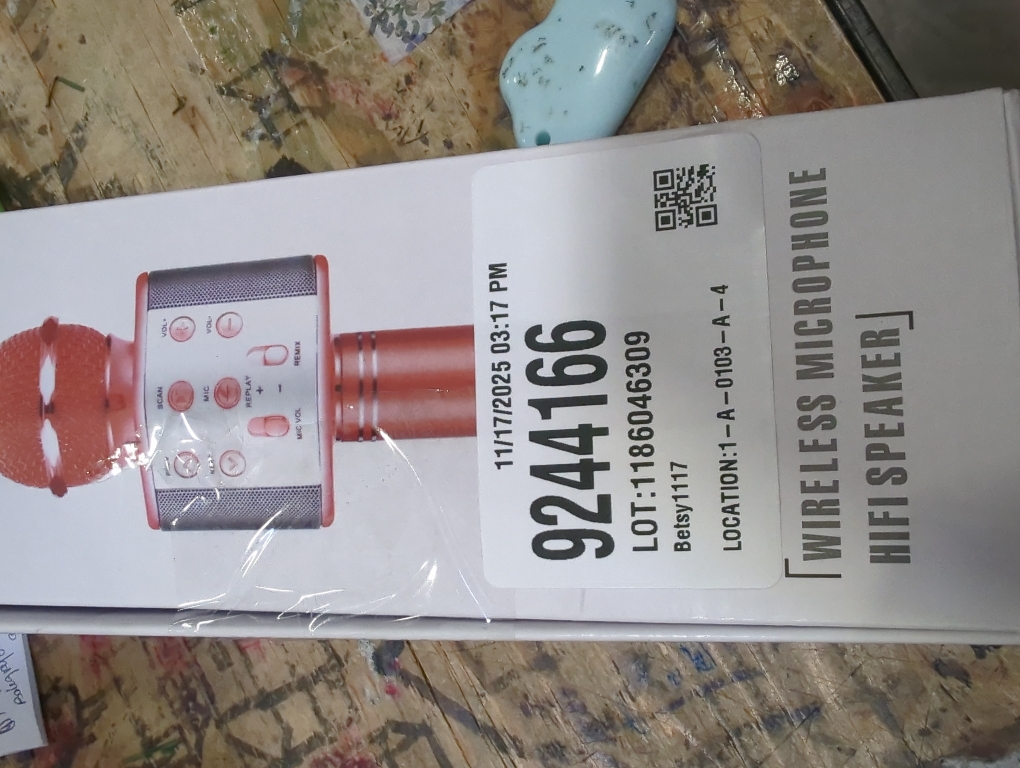 11/17/2025 03:17 PM
9244166
LOT:1186046309
Betsy1117
LOCATION:1-A-0103-A-4
「WIRELESS MICROPHONE
HIFI SPEAKER」
VOL+
VOL-
SCAN
MIC
REPLAY
REMIX
+
-
MIC VOL